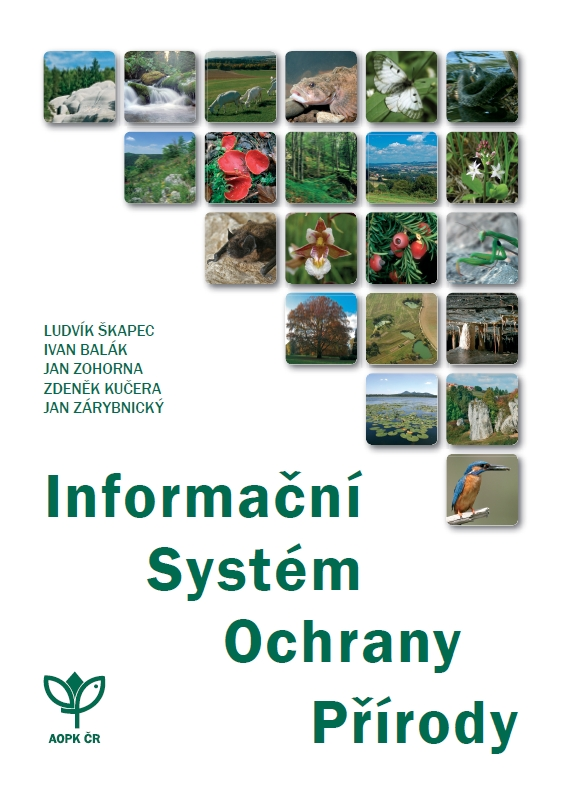 LUDVÍK ŠKAPEC
IVAN BALÁK
JAN ZOHORNA
ZDENĚK KUČERA
JAN ZÁRYBNICKÝ
Informační
Systém
Ochrany
Přírody
AOPK ČR